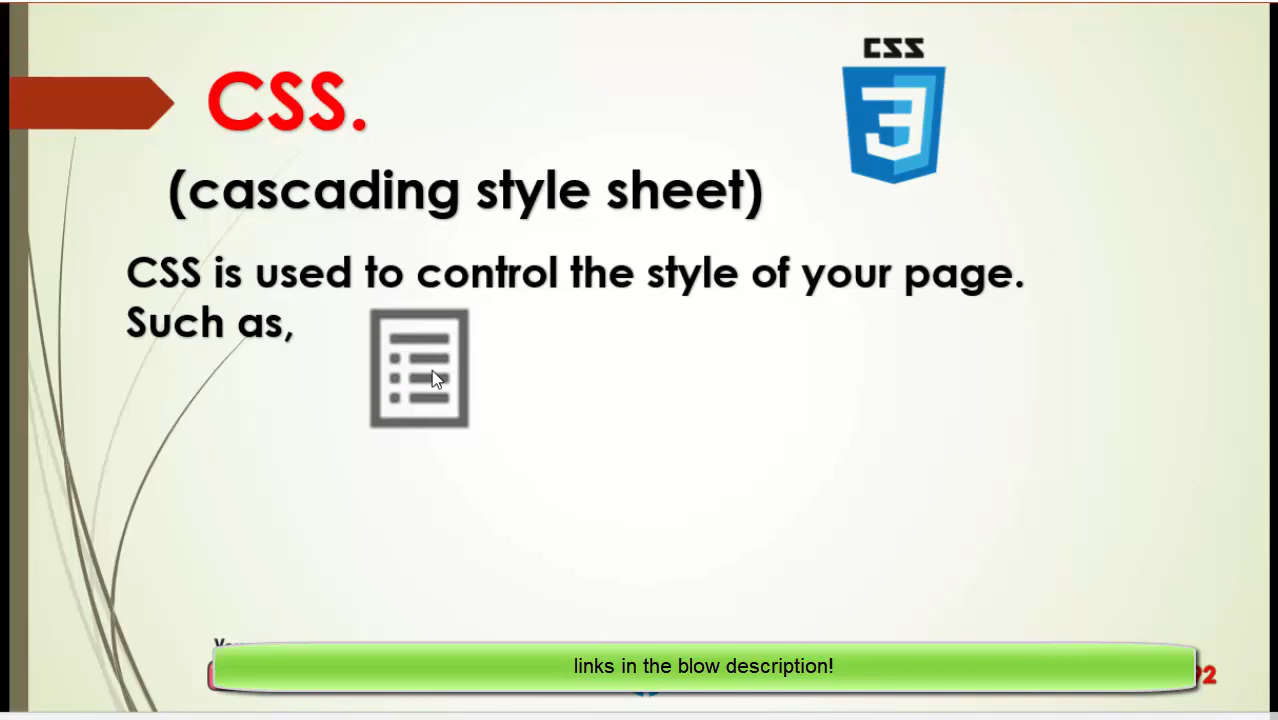 CSS
3
CSS.
(cascading style sheet)
CSS is used to control the style of your page.
Such as,
links in the blow description!